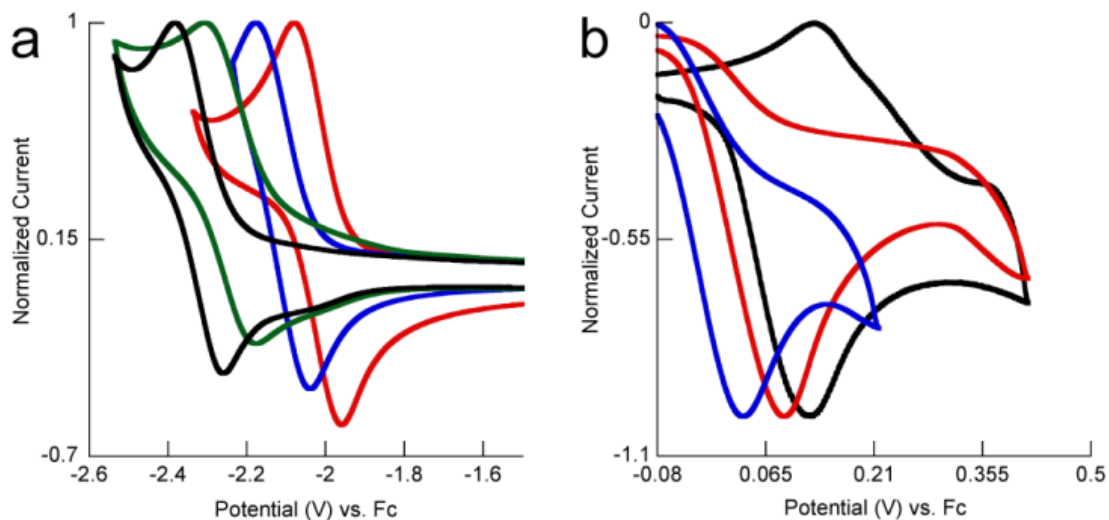 a
1
0.15
-0.7
Normalized Current
-2.6 -2.4 -2.2 -2 -1.8 -1.6
Potential (V) vs. Fc
b
0
-0.55
-1.1
Normalized Current
-0.08 0.065 0.21 0.355 0.5
Potential (V) vs. Fc